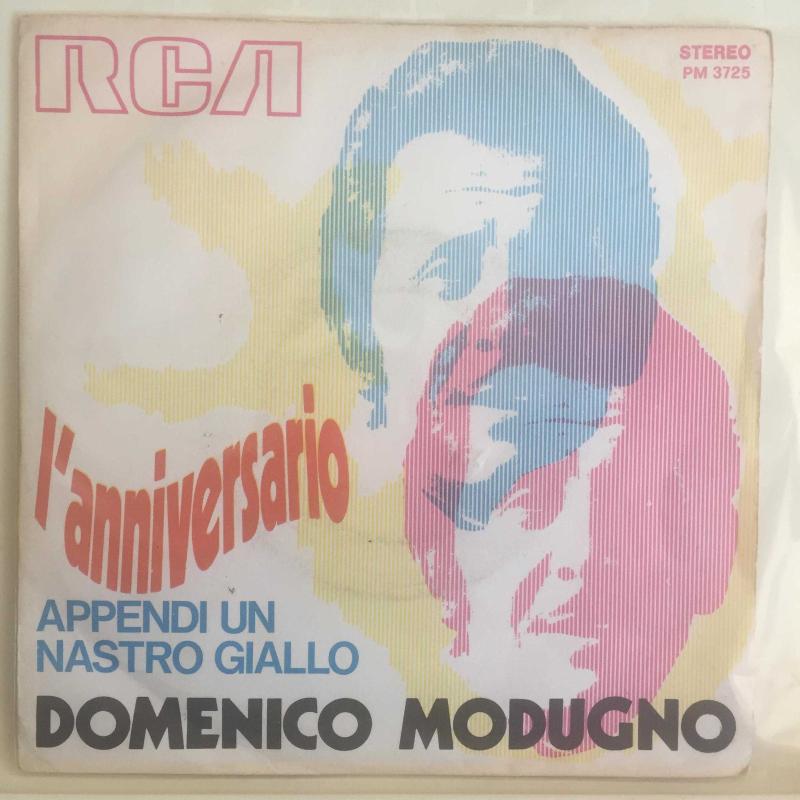 RCA
STEREO
PM 3725
l'anniversario
APPENDI UN
NASTRO GIALLO
DOMENICO MODUGNO